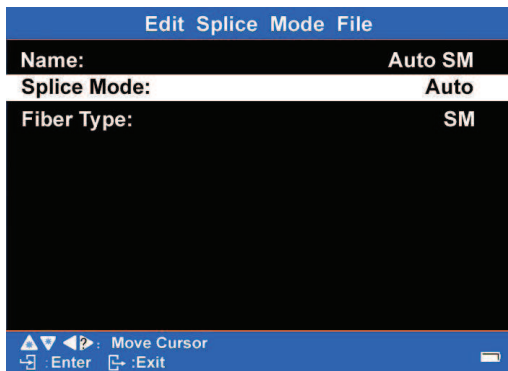 Edit Splice Mode File
Name: Auto SM
Splice Mode: Auto
Fiber Type: SM
?: Move Cursor
:Enter :Exit